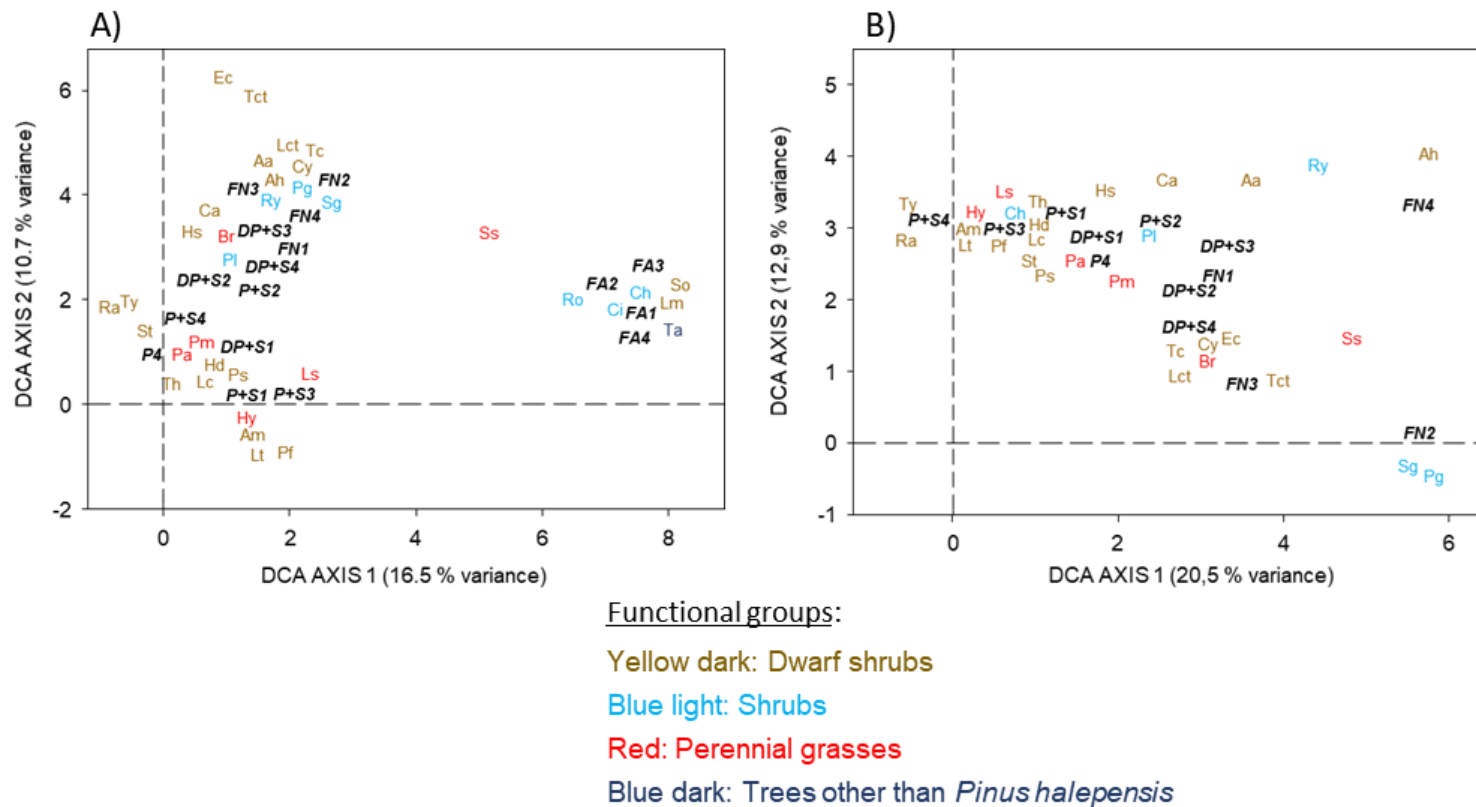 A)
B)
DCA AXIS 2 (10.7 % variance)
6
4
2
0
-2
0
2
4
6
8
DCA AXIS 1 (16.5 % variance)
Ec
Tct
Lct
Tc
Aa
Cy
Ah
FN2
FN3
Pg
Ry
Sg
Ca
FN4
Hs
Br
DP+S3
Ss
FN1
Pl
DP+S4
FA3
DP+S2
P+S2
FA2
Ch
So
Ra
Ty
Ro
Ci
FA1
Lm
P+S4
St
FA4
Ta
P4
Pa
Pm
DP+S1
Hd
Th
Lc
Ps
Ls
P+S1
P+S3
Hy
Am
Lt
Pf
DCA AXIS 2 (12,9 % variance)
5
4
3
2
1
0
-1
0
2
4
6
DCA AXIS 1 (20,5 % variance)
Ah
Ry
Ca
Aa
Hs
Ls
Ty
Th
FN4
Hy
Ch
P+S1
P+S4
P+S2
Am
P+S3
Hd
Ba
Lt
Pf
Lc
DP+S1
Pl
DP+S3
St
Pa
P4
Ps
Pm
FN1
DP+S2
DP+S4
Tc
Cy
Ec
Ss
Br
Lct
FN3
Tct
FN2
Sg
Pg
Functional groups:
Yellow dark: Dwarf shrubs
Blue light: Shrubs
Red: Perennial grasses
Blue dark: Trees other than Pinus halepensis